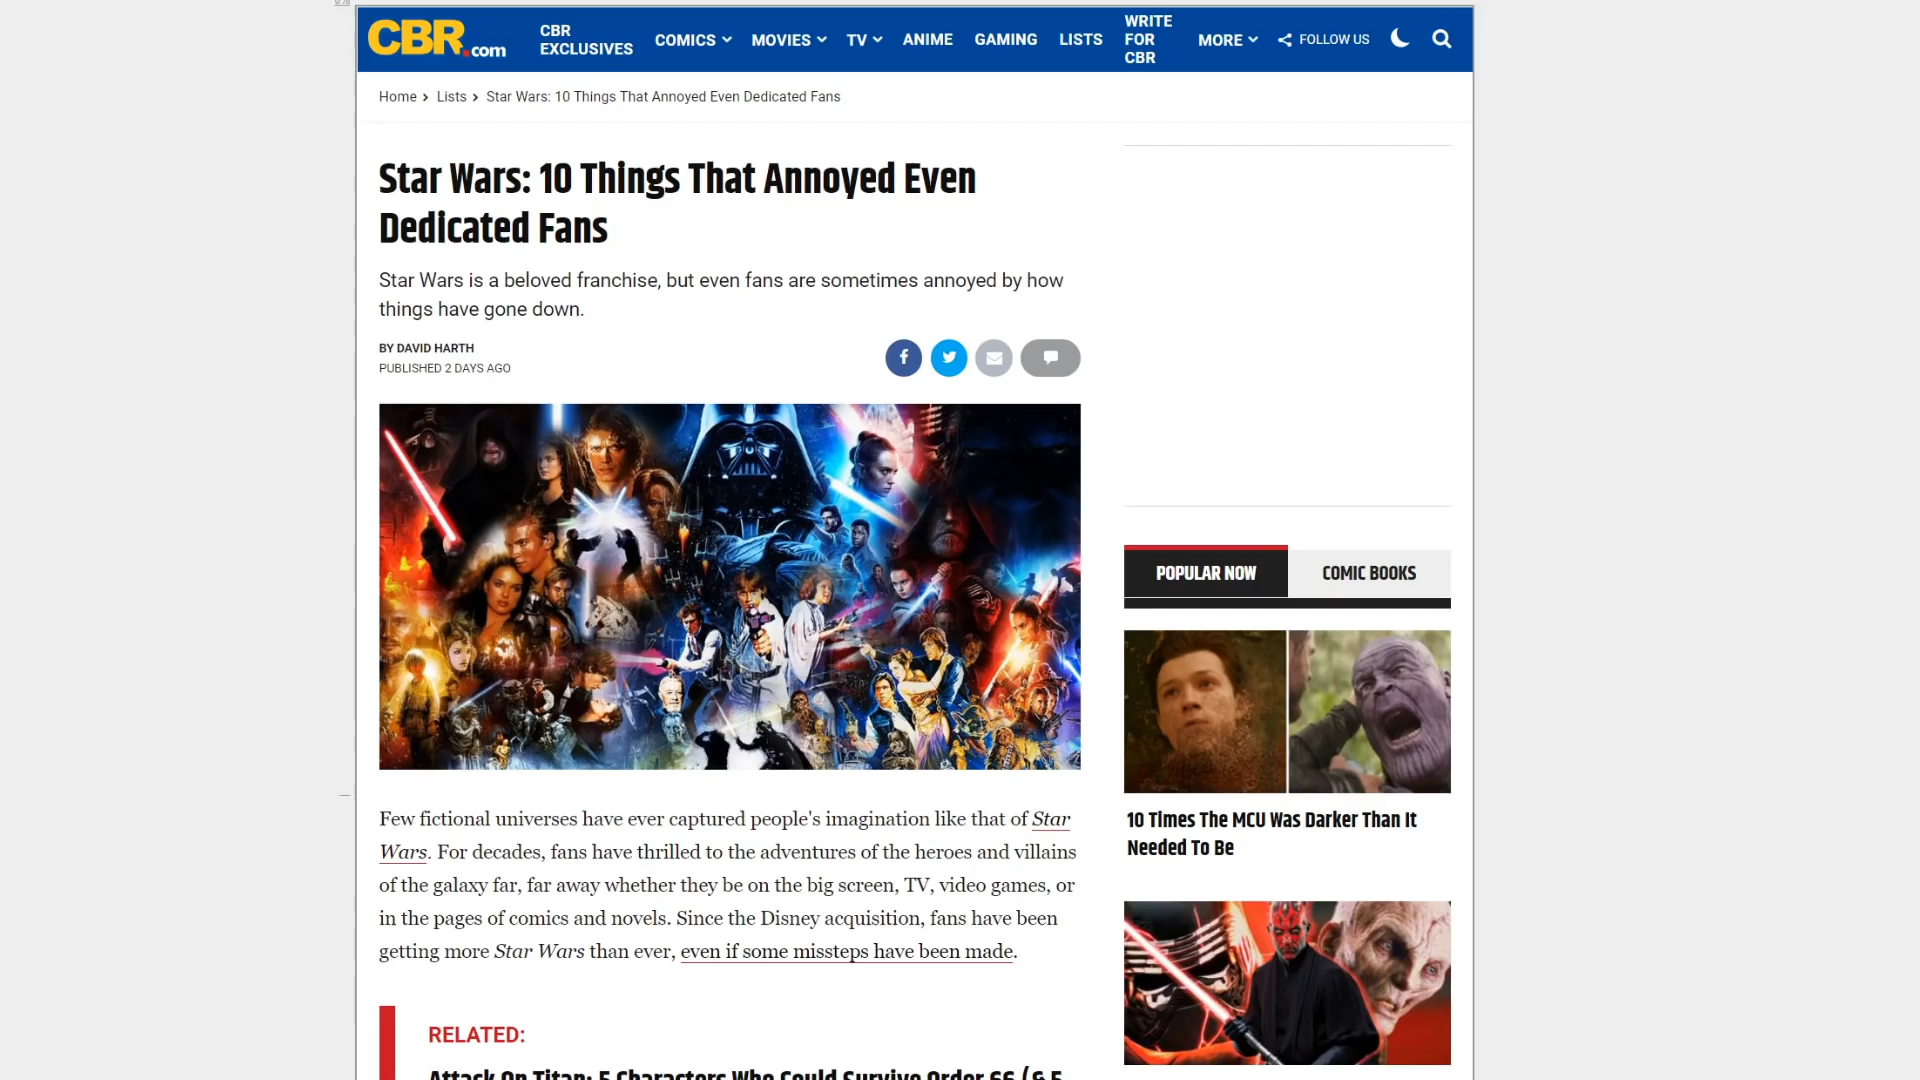 CBR.com
CBR
EXCLUSIVES
COMICS
MOVIES
TV
ANIME
GAMING
LISTS
WRITE
FOR
CBR
MORE
FOLLOW US
Home > Lists > Star Wars: 10 Things That Annoyed Even Dedicated Fans
Star Wars: 10 Things That Annoyed Even
Dedicated Fans
Star Wars is a beloved franchise, but even fans are sometimes annoyed by how
things have gone down.
BY DAVID HARTH
PUBLISHED 2 DAYS AGO
Few fictional universes have ever captured people's imagination like that of Star
Wars. For decades, fans have thrilled to the adventures of the heroes and villains
of the galaxy far, far away whether they be on the big screen, TV, video games, or
in the pages of comics and novels. Since the Disney acquisition, fans have been
getting more Star Wars than ever, even if some missteps have been made.
RELATED:
Attack On Titan: 5 Characters Who Could Survive Order 66 (& 5
POPULAR NOW
COMIC BOOKS
10 Times The MCU Was Darker Than It
Needed To Be